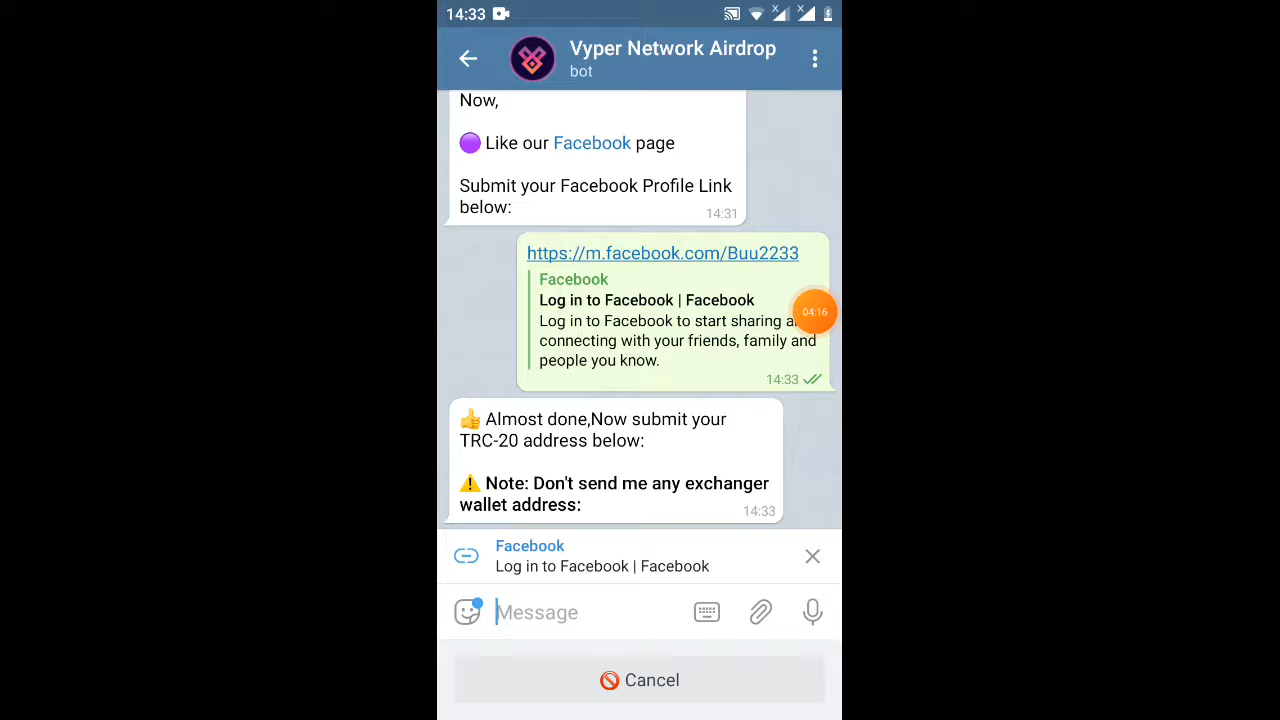 14:33
Vyper Network Airdrop
bot
Now,
🟣 Like our Facebook page
Submit your Facebook Profile Link
below:
14:31
https://m.facebook.com/Buu2233
Facebook
Log in to Facebook | Facebook
Log in to Facebook to start sharing
connecting with your friends, family and
people you know.
04:16
14:33
👍 Almost done,Now submit your
TRC-20 address below:
⚠️ Note: Don't send me any exchanger
wallet address:
14:33
Facebook
Log in to Facebook | Facebook
Message
🚫 Cancel